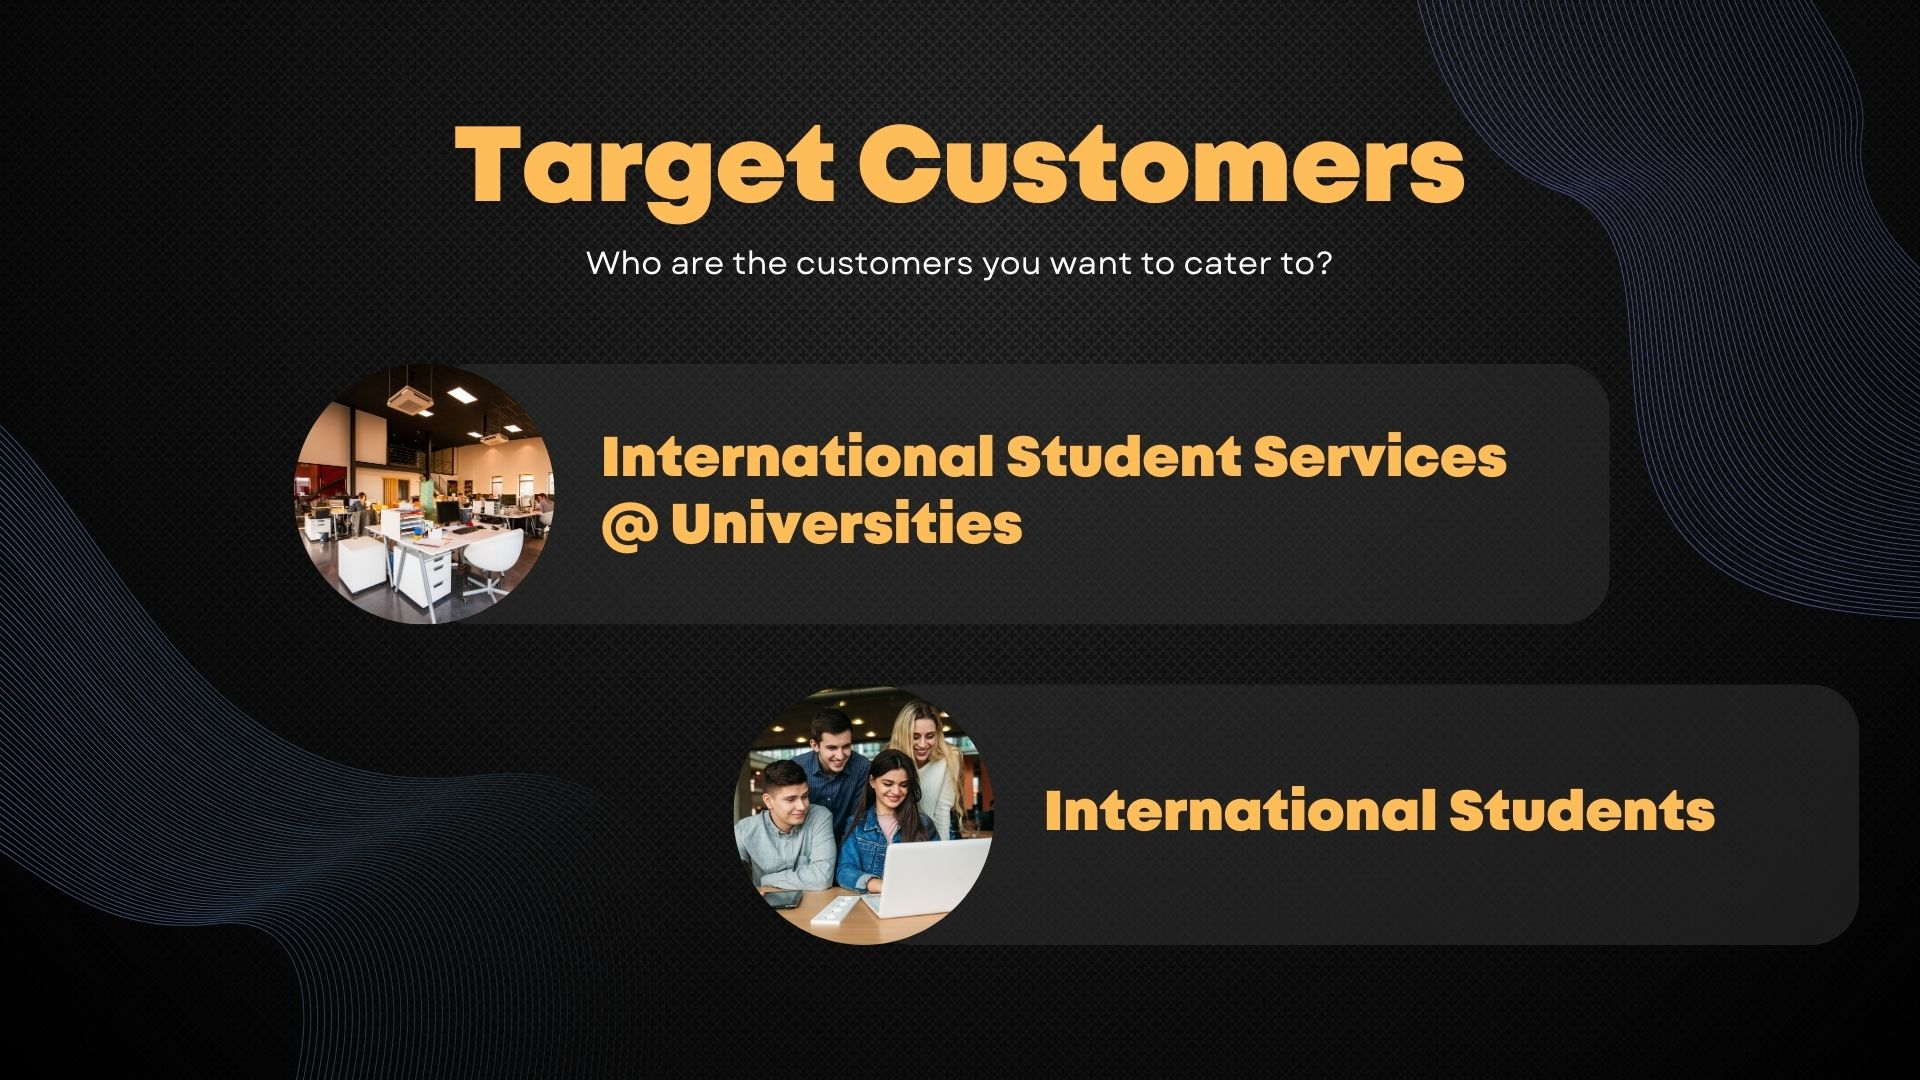 Target Customers
Who are the customers you want to cater to?
International Student Services
@ Universities
International Students